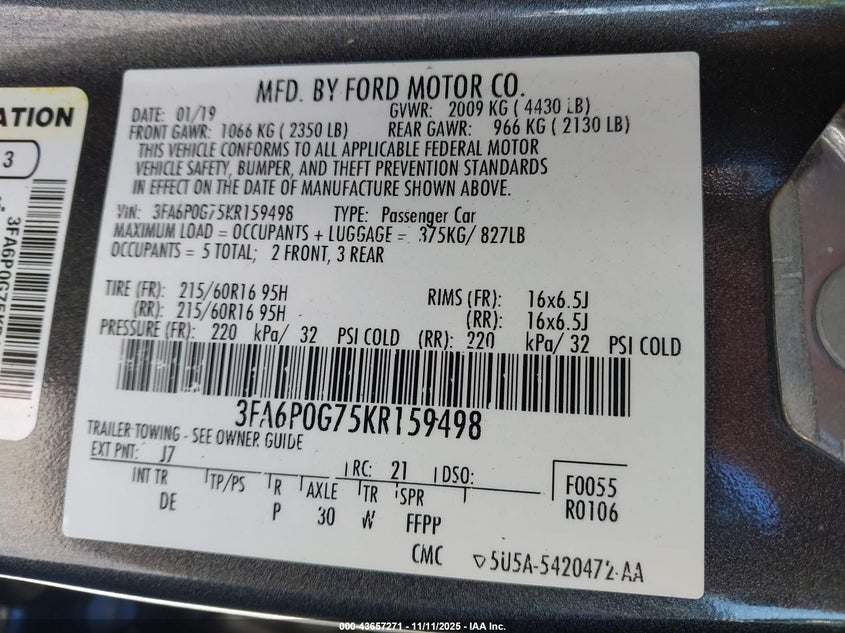 ATION
3
3FA6P0G75K
MFD. BY FORD MOTOR CO.
DATE: 01/19 GVWR: 2009 KG ( 4430 LB)
FRONT GAWR: 1066 KG ( 2350 LB) REAR GAWR: 966 KG ( 2130 LB)
THIS VEHICLE CONFORMS TO ALL APPLICABLE FEDERAL MOTOR
VEHICLE SAFETY, BUMPER, AND THEFT PREVENTION STANDARDS
IN EFFECT ON THE DATE OF MANUFACTURE SHOWN ABOVE.
VIN: 3FA6P0G75KR159498 TYPE: Passenger Car
MAXIMUM LOAD = OCCUPANTS + LUGGAGE = 375KG/ 827LB
OCCUPANTS = 5 TOTAL; 2 FRONT, 3 REAR
TIRE (FR): 215/60R16 95H RIMS (FR): 16x6.5J
(RR): 215/60R16 95H (RR): 16x6.5J
PRESSURE (FR): 220 kPa/ 32 PSI COLD (RR): 220 kPa/ 32 PSI COLD
3FA6P0G75KR159498
TRAILER TOWING - SEE OWNER GUIDE
EXT PNT: J7 RC: 21 DSO:
INT TR TP/PS R AXLE TR SPR F0055
DE P 30 W FFPP R0106
CMC ▽5U5A-5420472-AA
000-43657271 - 11/11/2025 - IAA Inc.